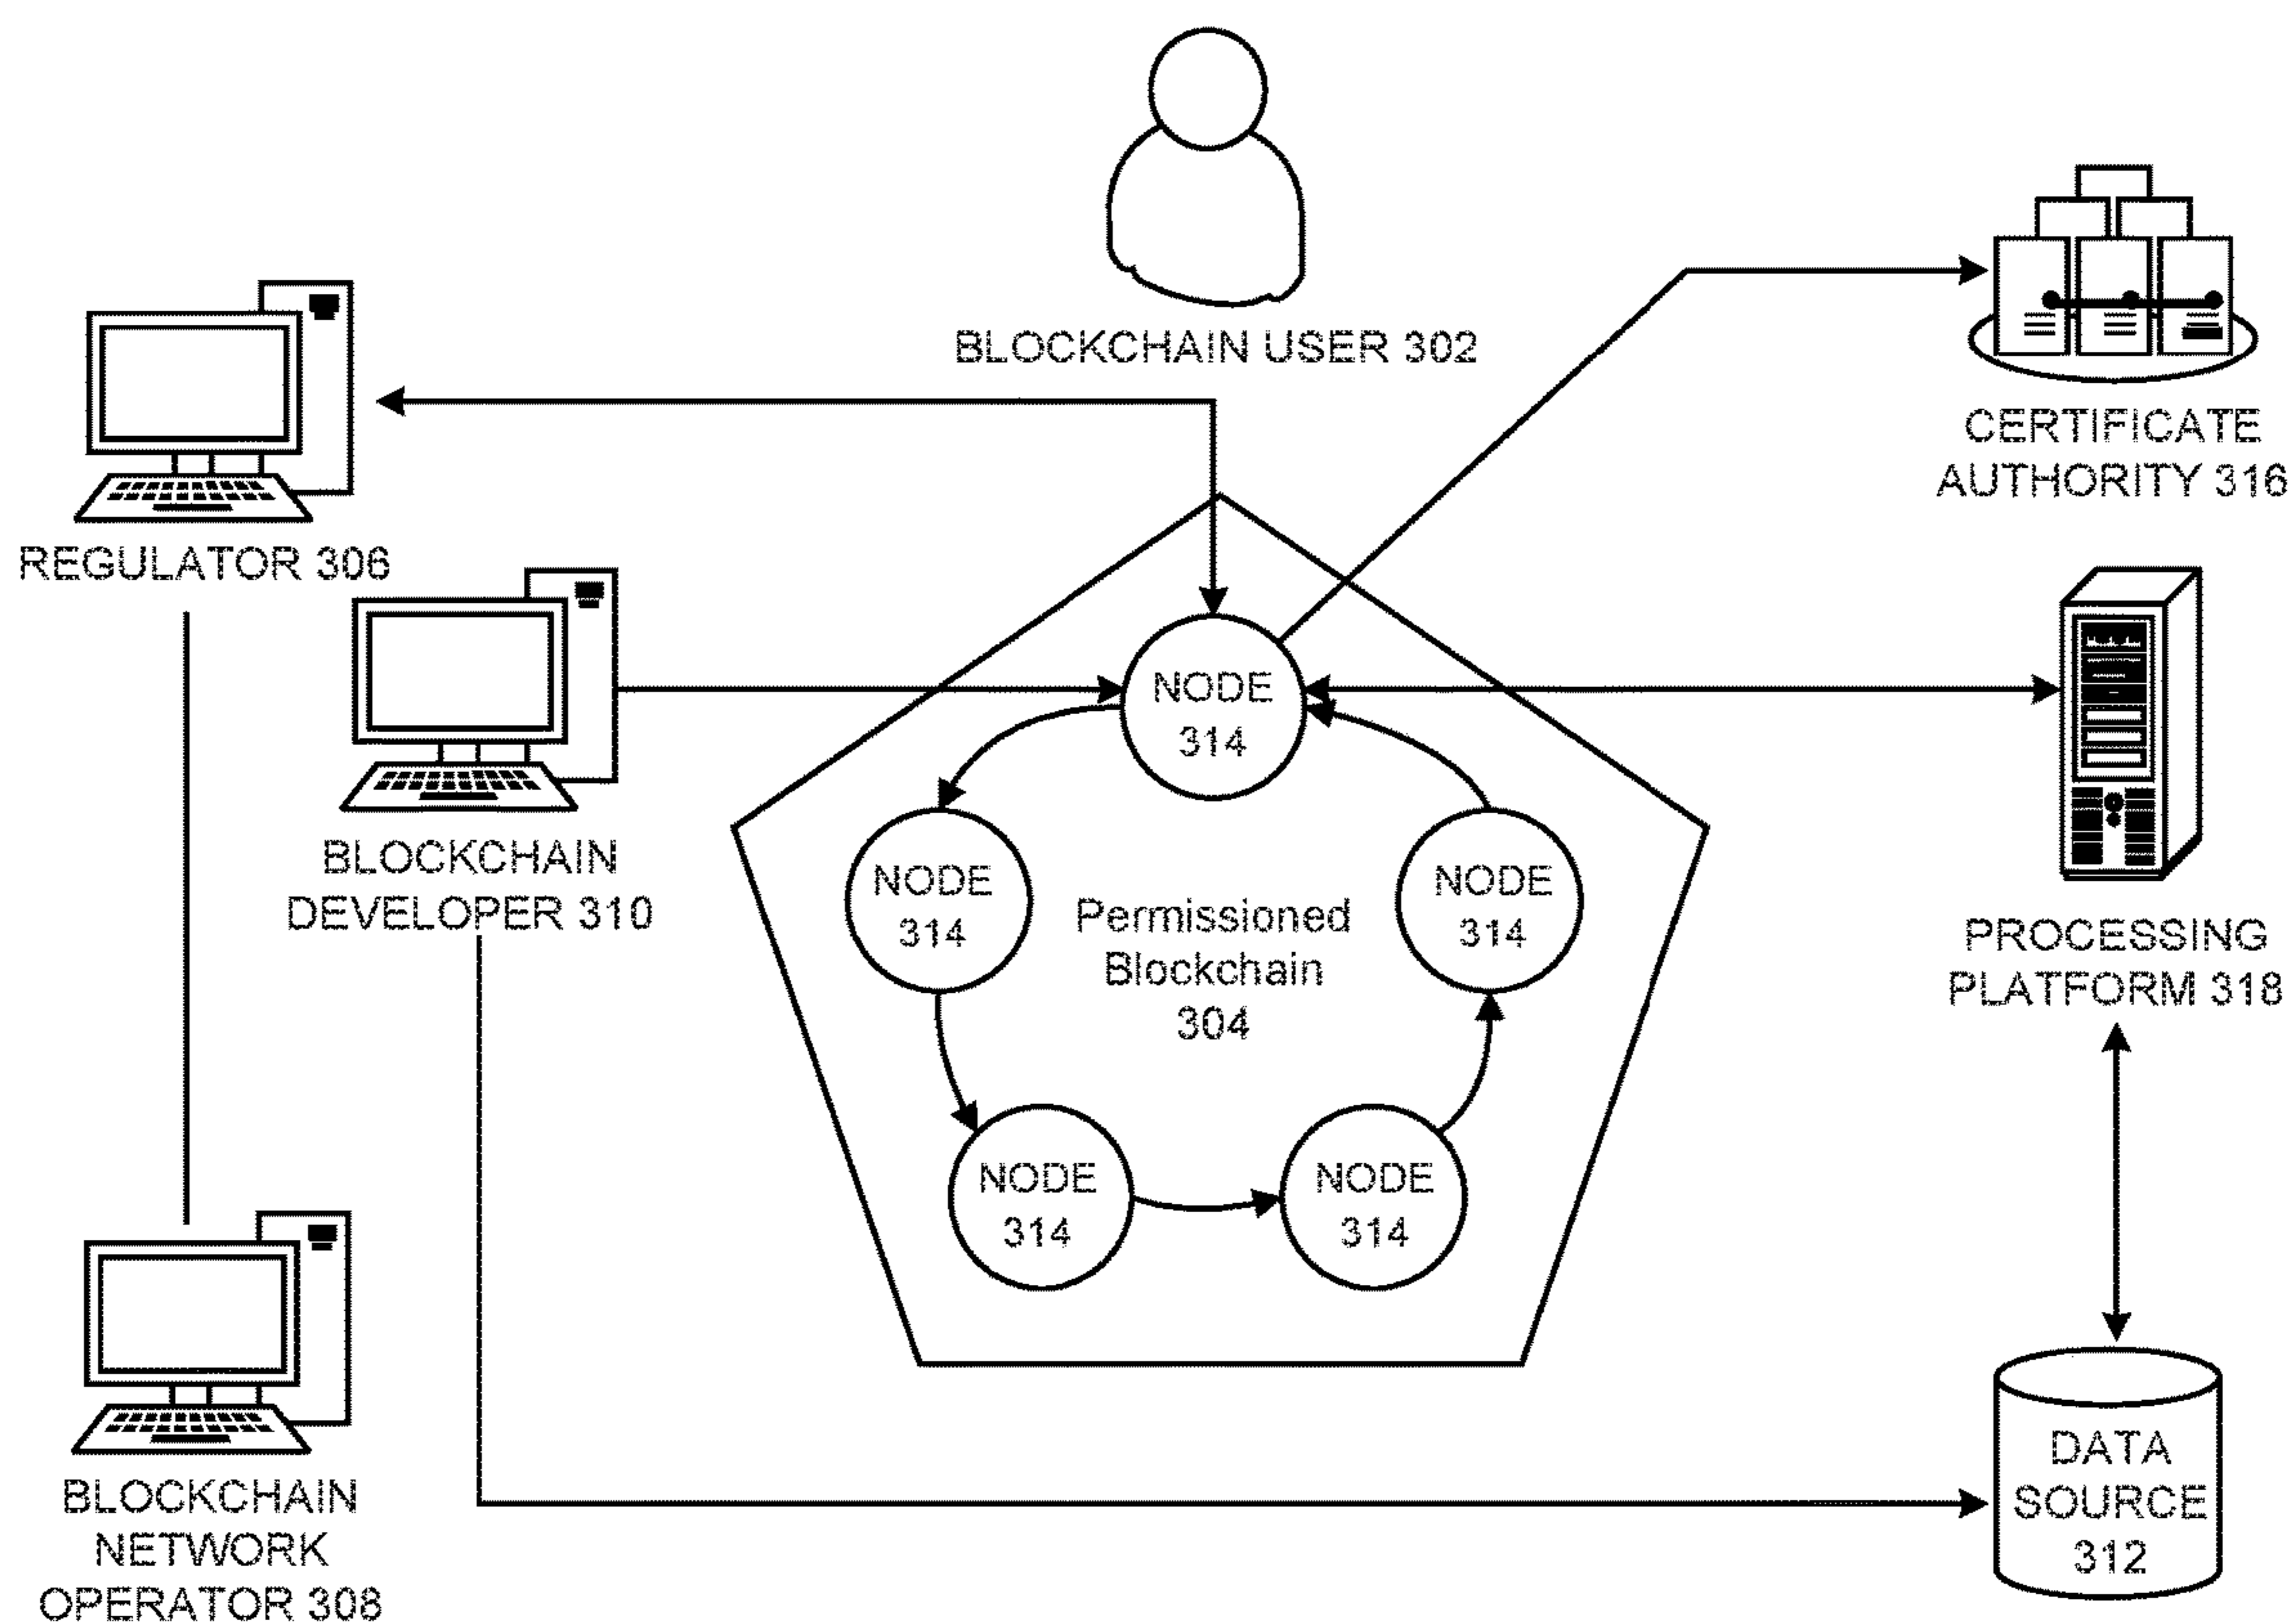 BLOCKCHAIN USER 302
CERTIFICATE
AUTHORITY 316
REGULATOR 306
BLOCKCHAIN
DEVELOPER 310
NODE
314
NODE
314
Permissioned
Blockchain
304
NODE
314
NODE
314
NODE
314
PROCESSING
PLATFORM 318
BLOCKCHAIN
NETWORK
OPERATOR 308
DATA
SOURCE
312